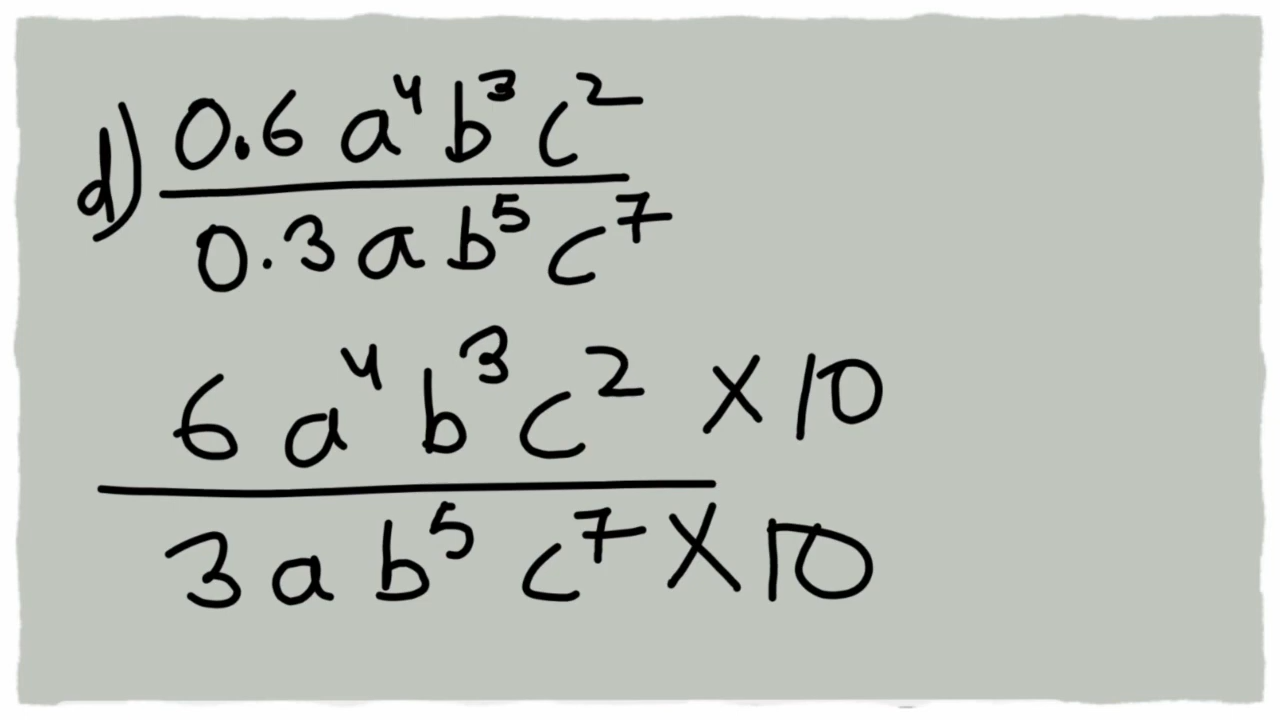 d) 0.6 a⁴ b³ c²
0.3 a b⁵ c⁷
6 a⁴ b³ c² × 10
3 a b⁵ c⁷ × 10